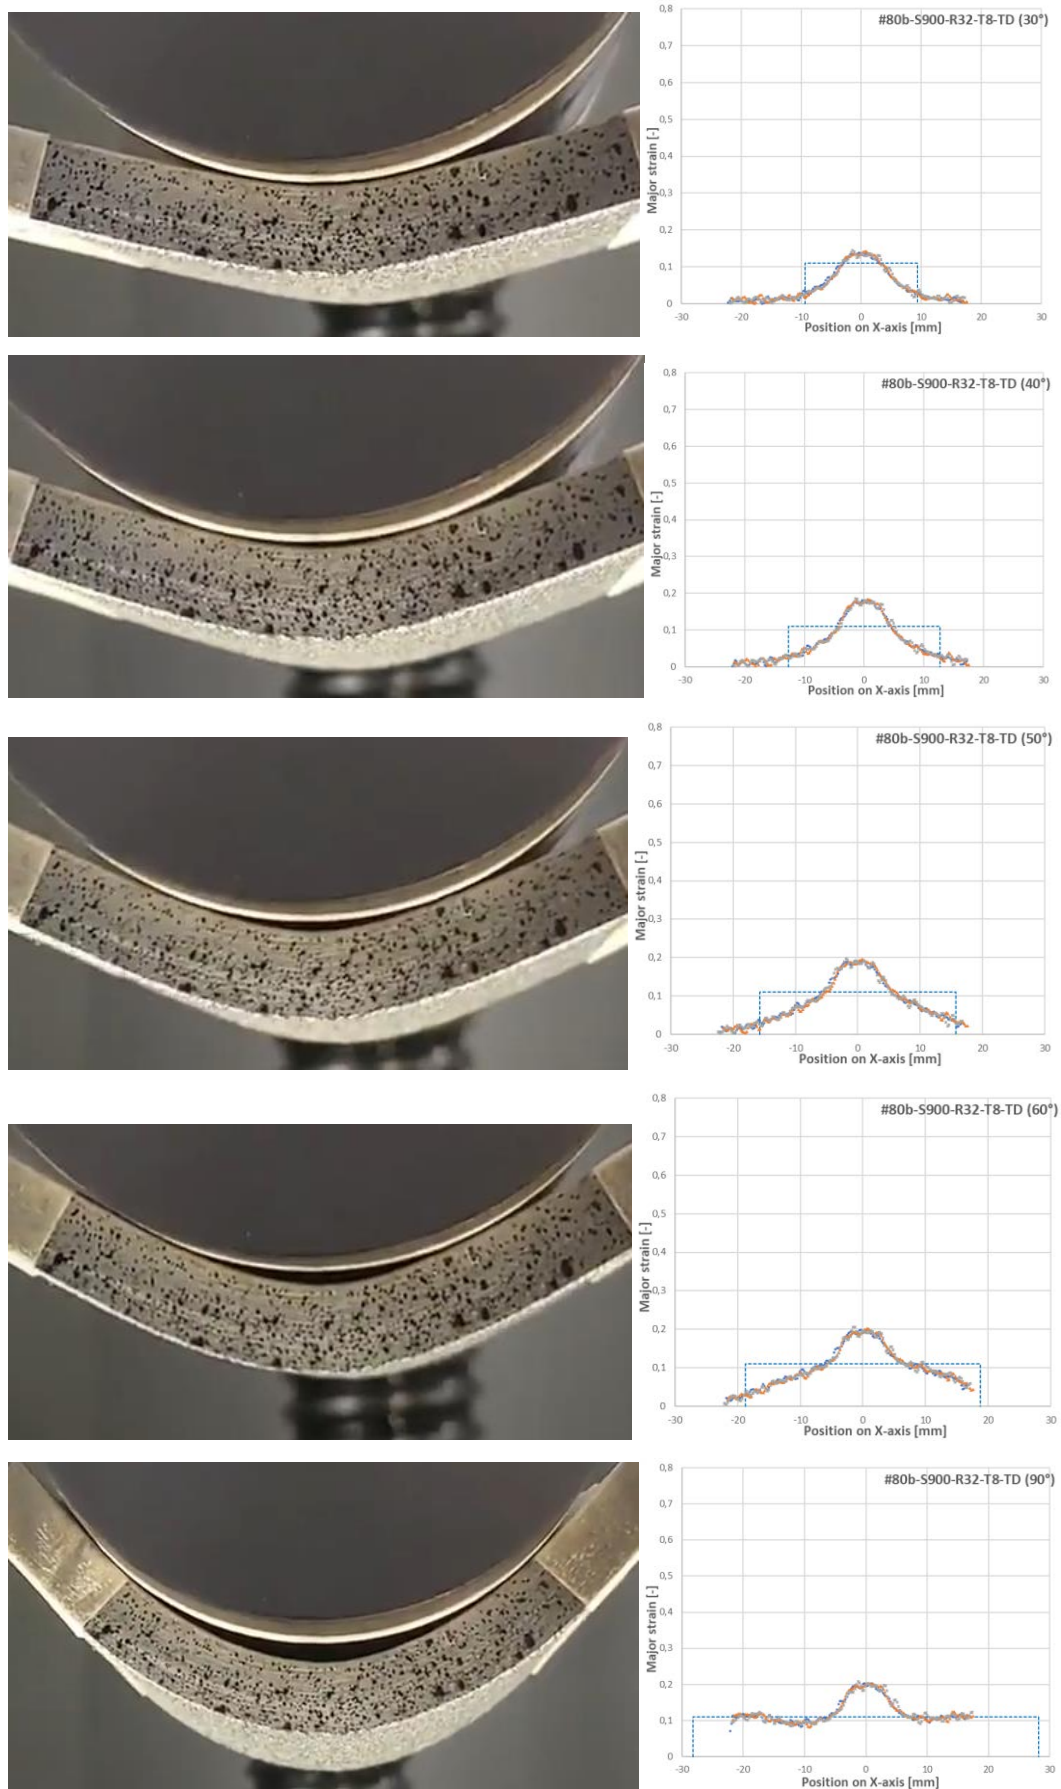 #80b-S900-R32-T8-TD (30°)
0,8
0,7
0,6
0,5
0,4
0,3
0,2
0,1
0
Major strain [-]
-30 -20 -10 0 10 20 30
Position on X-axis [mm]
#80b-S900-R32-T8-TD (40°)
0,8
0,7
0,6
0,5
0,4
0,3
0,2
0,1
0
Major strain [-]
-30 -20 -10 0 10 20 30
Position on X-axis [mm]
#80b-S900-R32-T8-TD (50°)
0,8
0,7
0,6
0,5
0,4
0,3
0,2
0,1
0
Major strain [-]
-30 -20 -10 0 10 20 30
Position on X-axis [mm]
#80b-S900-R32-T8-TD (60°)
0,8
0,7
0,6
0,5
0,4
0,3
0,2
0,1
0
Major strain [-]
-30 -20 -10 0 10 20 30
Position on X-axis [mm]
#80b-S900-R32-T8-TD (90°)
0,8
0,7
0,6
0,5
0,4
0,3
0,2
0,1
0
Major strain [-]
-30 -20 -10 0 10 20 30
Position on X-axis [mm]